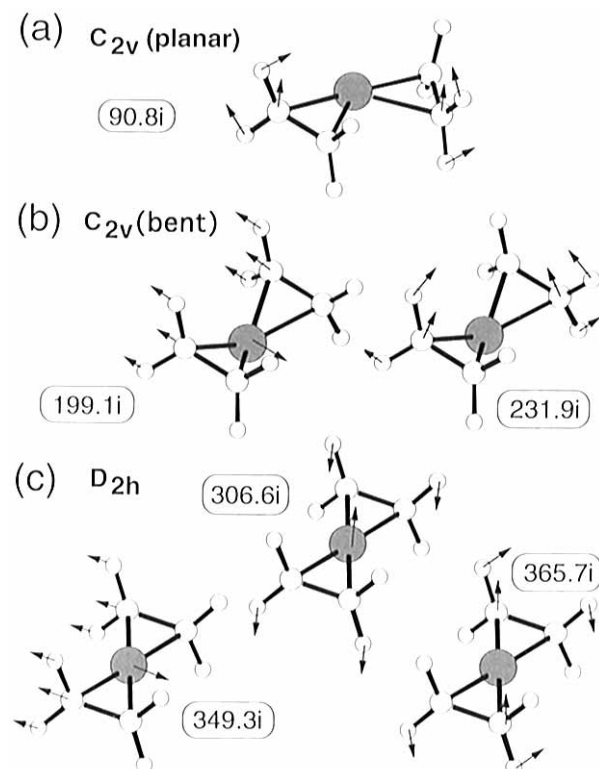 (a) C2v (planar)
90.8i
(b) C2v (bent)
199.1i
231.9i
(c) D2h
306.6i
365.7i
349.3i